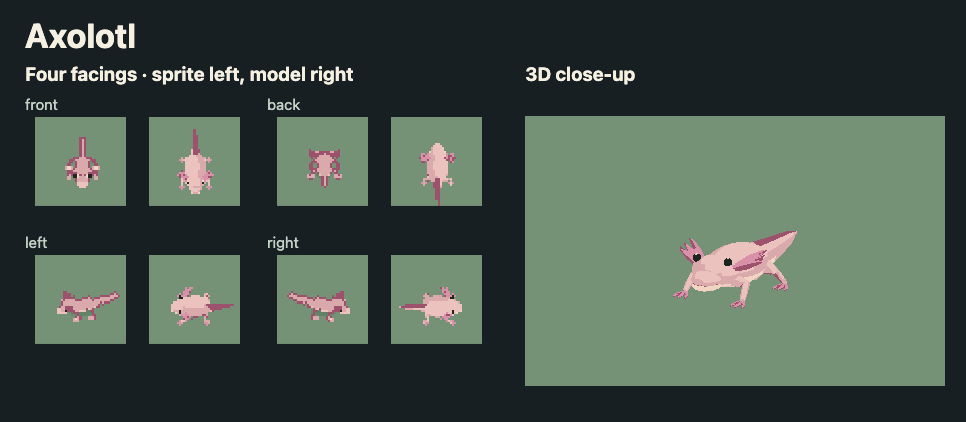 Axolotl
Four facings · sprite left, model right
3D close-up
front
back
left
right